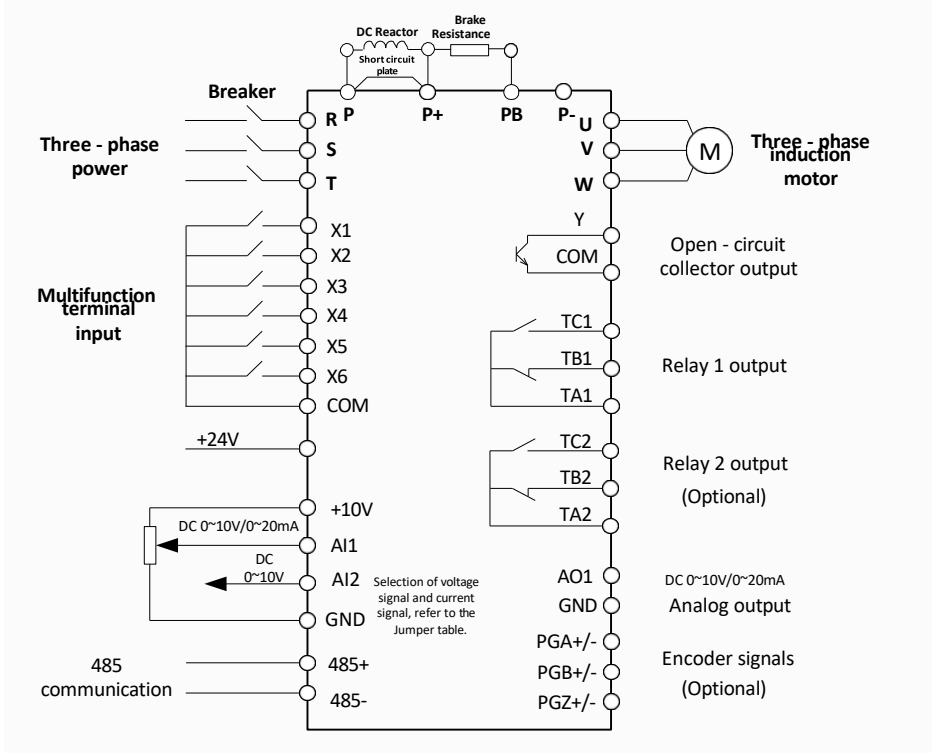 Brake
DC Reactor Resistance
Short circuit
plate
Breaker
P P+ PB P-
R
S
T
Three - phase
power
U
V
W
M
Three - phase
induction
motor
X1
X2
X3
X4
X5
X6
COM
Multifunction
terminal
input
Y
COM
Open - circuit
collector output
TC1
TB1
TA1
Relay 1 output
+24V
TC2
TB2
TA2
Relay 2 output
(Optional)
+10V
DC 0~10V/0~20mA
AI1
DC
0~10V
AI2
GND
Selection of voltage
signal and current
signal, refer to the
Jumper table.
AO1
GND
DC 0~10V/0~20mA
Analog output
PGA+/-
PGB+/-
PGZ+/-
Encoder signals
(Optional)
485
communication
485+
485-